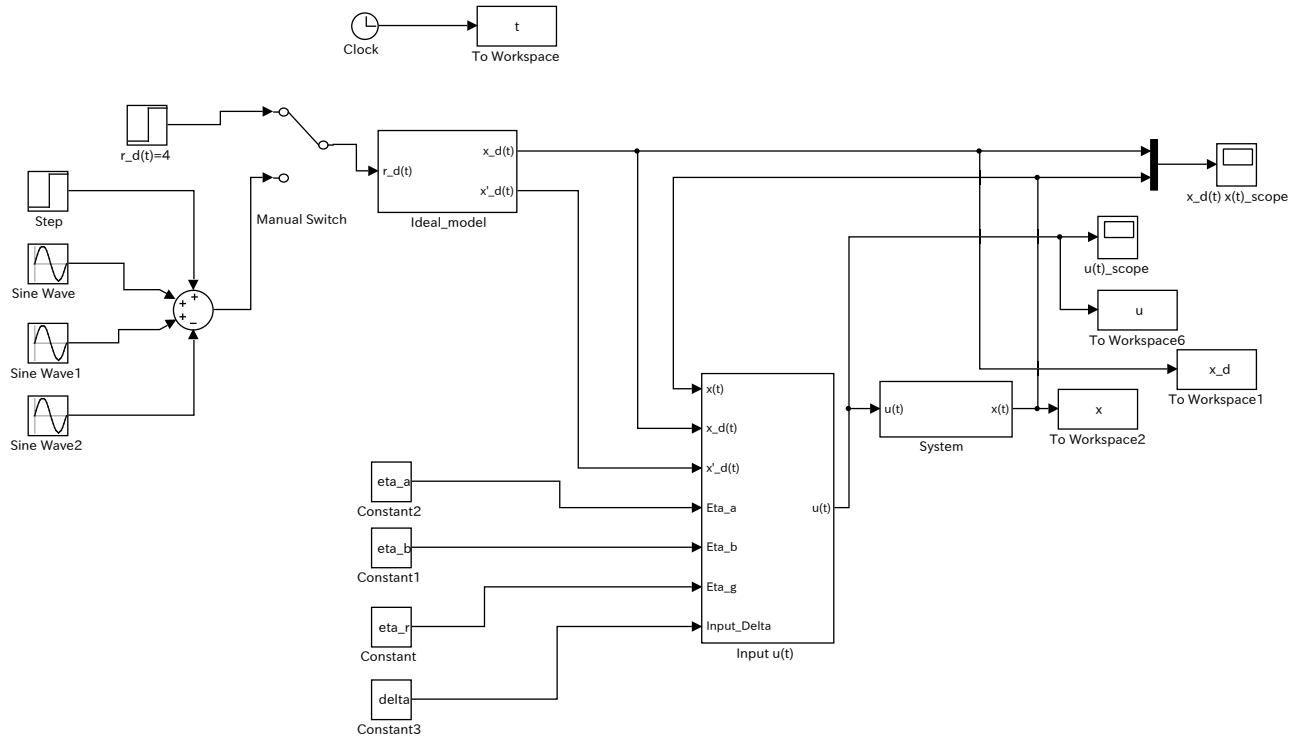 t
Clock
To Workspace
r_d(t)=4
Step
Manual Switch
r_d(t)
x_d(t)
x'_d(t)
Ideal_model
x_d(t) x(t)_scope
Sine Wave
+
+
+
−
Sine Wave1
Sine Wave2
u(t)_scope
u
To Workspace6
x_d
To Workspace1
x(t)
x_d(t)
x'_d(t)
Eta_a
Eta_b
Eta_g
Input_Delta
u(t)
Input u(t)
u(t)
x(t)
System
x
To Workspace2
eta_a
Constant2
eta_b
Constant1
eta_r
Constant
delta
Constant3